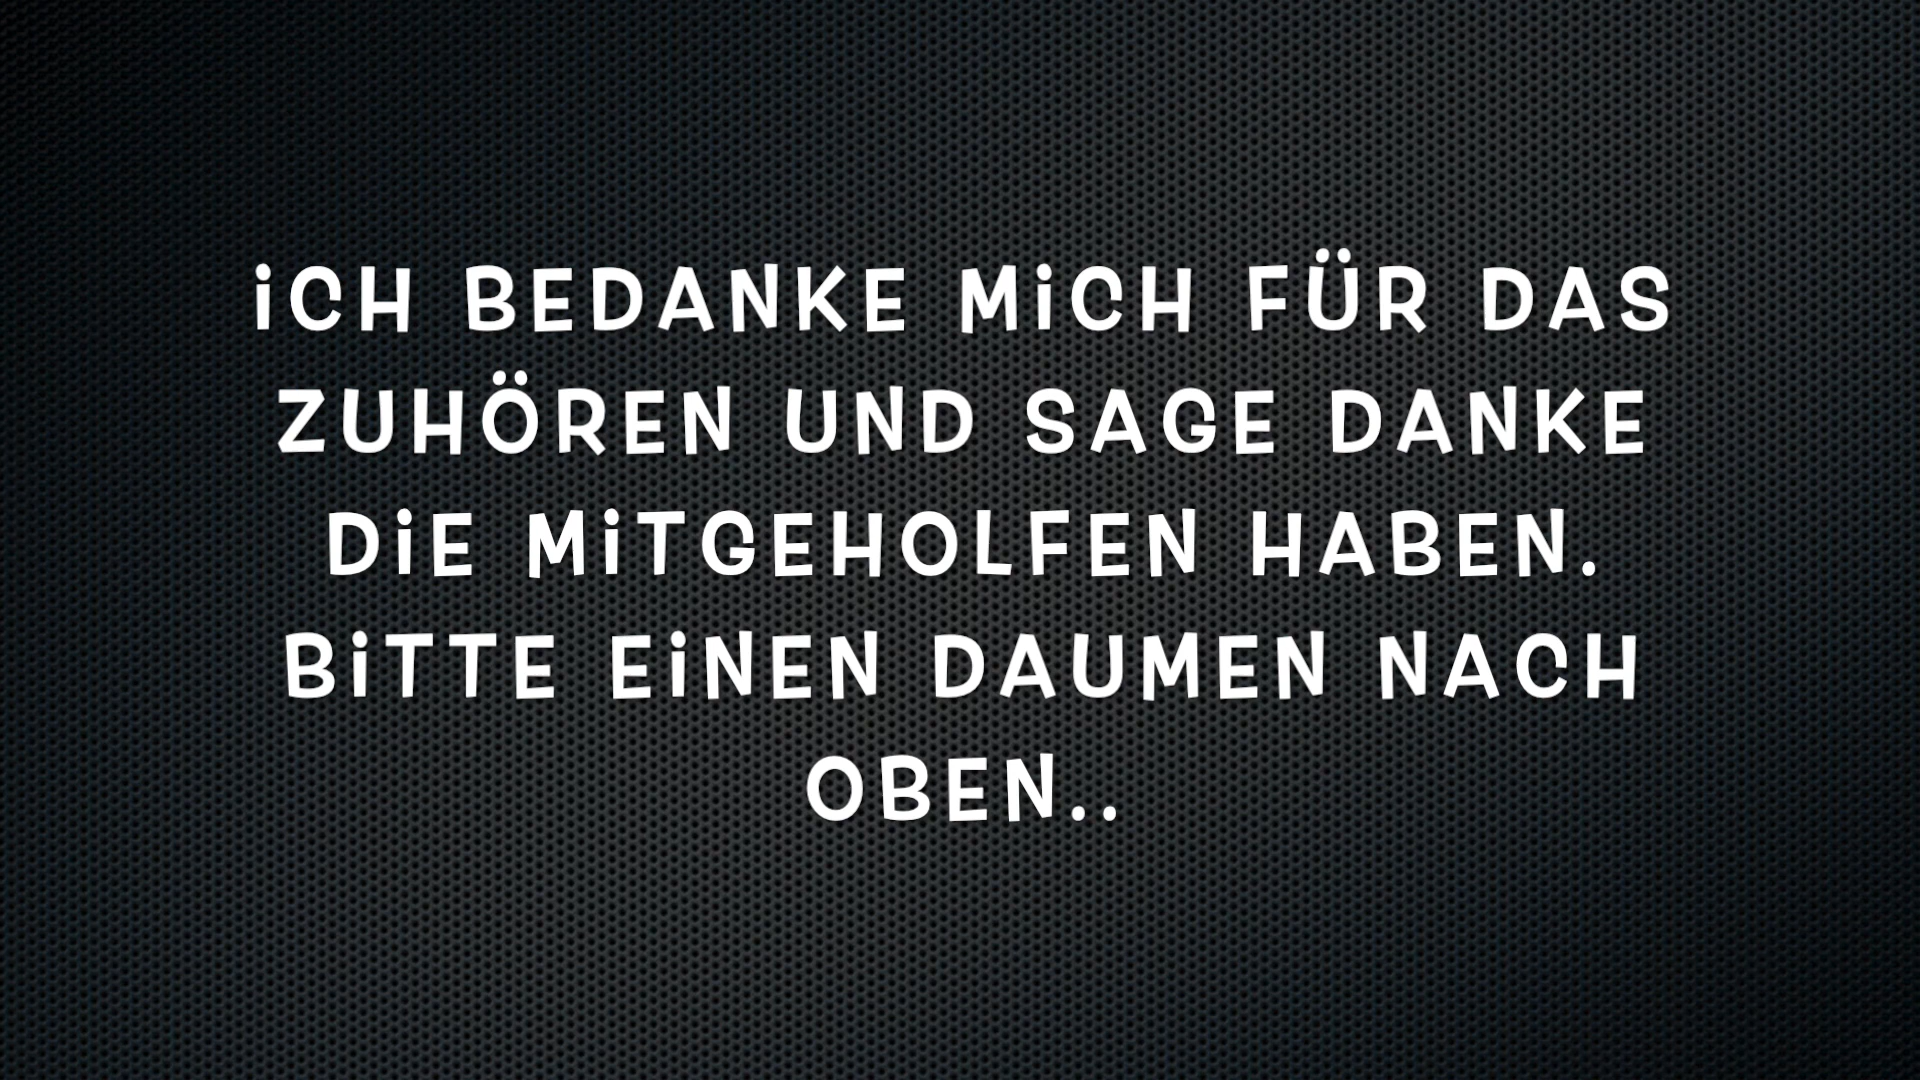 iCH BEDANKE MiCH FÜR DAS
ZUHÖREN UND SAGE DANKE
DiE MiTGEHOLFEN HABEN.
BiTTE EiNEN DAUMEN NACH
OBEN..